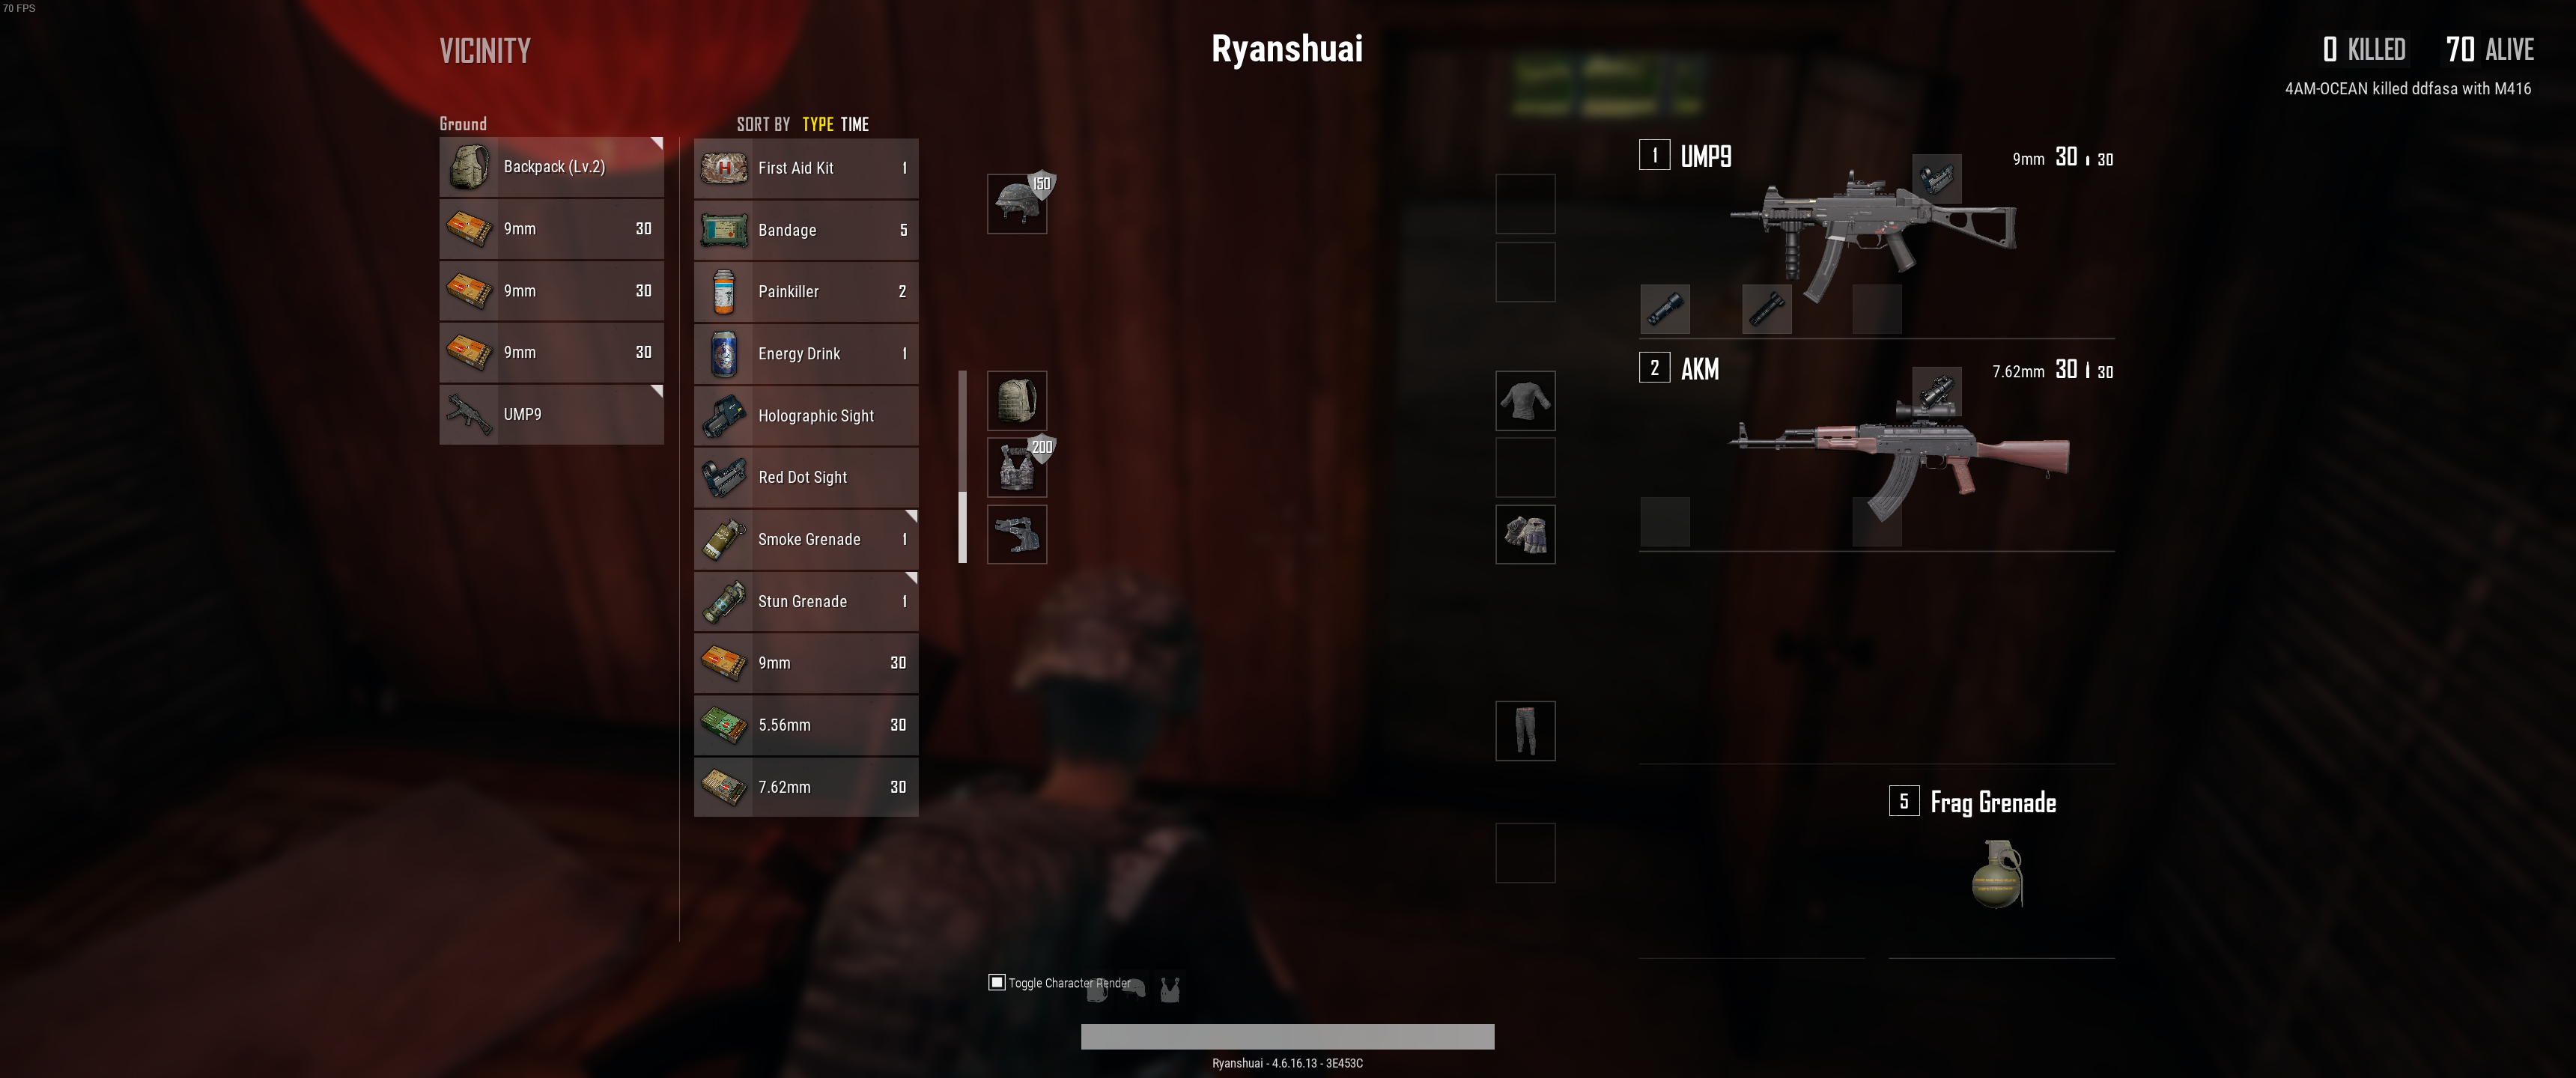 70 FPS
VICINITY
Ryanshuai
0 KILLED 70 ALIVE
4AM-OCEAN killed ddfasa with M416
Ground
SORT BY TYPE TIME
Backpack (Lv.2)
9mm 30
9mm 30
9mm 30
UMP9
First Aid Kit 1
Bandage 5
Painkiller 2
Energy Drink 1
Holographic Sight
Red Dot Sight
Smoke Grenade 1
Stun Grenade 1
9mm 30
5.56mm 30
7.62mm 30
150
200
1 UMP9 9mm 30 30
2 AKM 7.62mm 30 30
5 Frag Grenade
Toggle Character Render
Ryanshuai - 4.6.16.13 - 3E453C